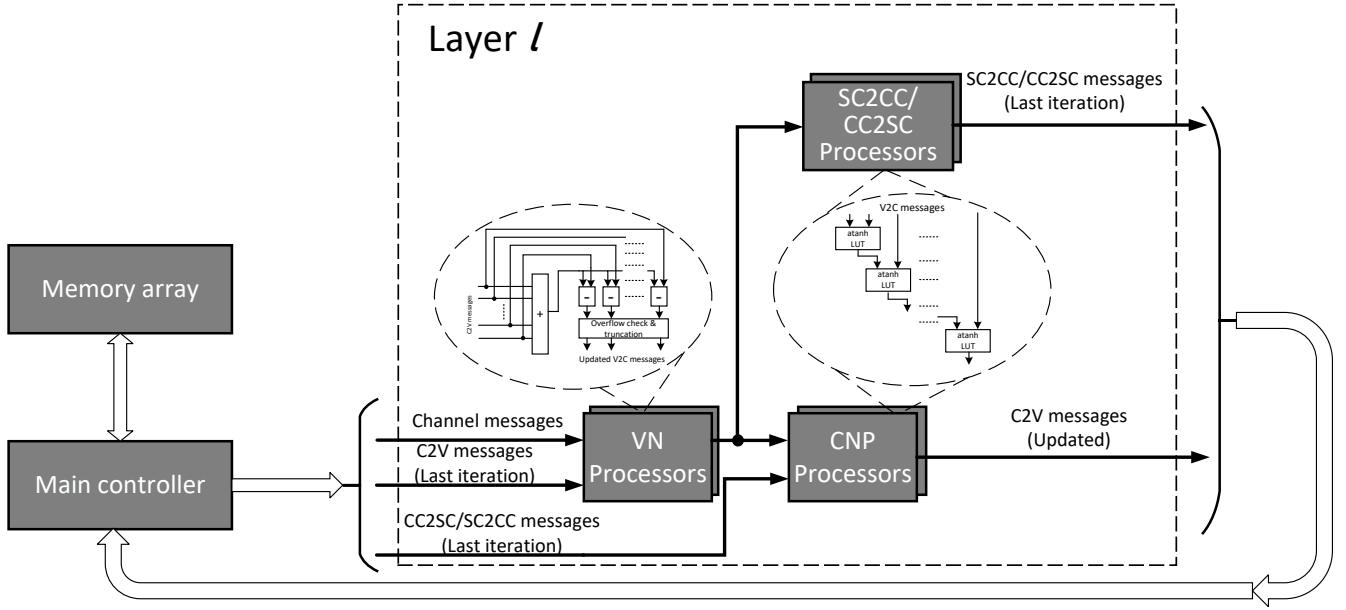 Layer l
SC2CC/
CC2SC
Processors
SC2CC/CC2SC messages
(Last iteration)
V2C messages
atanh
LUT
atanh
LUT
atanh
LUT
C2V messages
+
-
-
-
Overflow check &
truncation
Updated V2C messages
Memory array
Main controller
Channel messages
C2V messages
(Last iteration)
CC2SC/SC2CC messages
(Last iteration)
VN
Processors
CNP
Processors
C2V messages
(Updated)